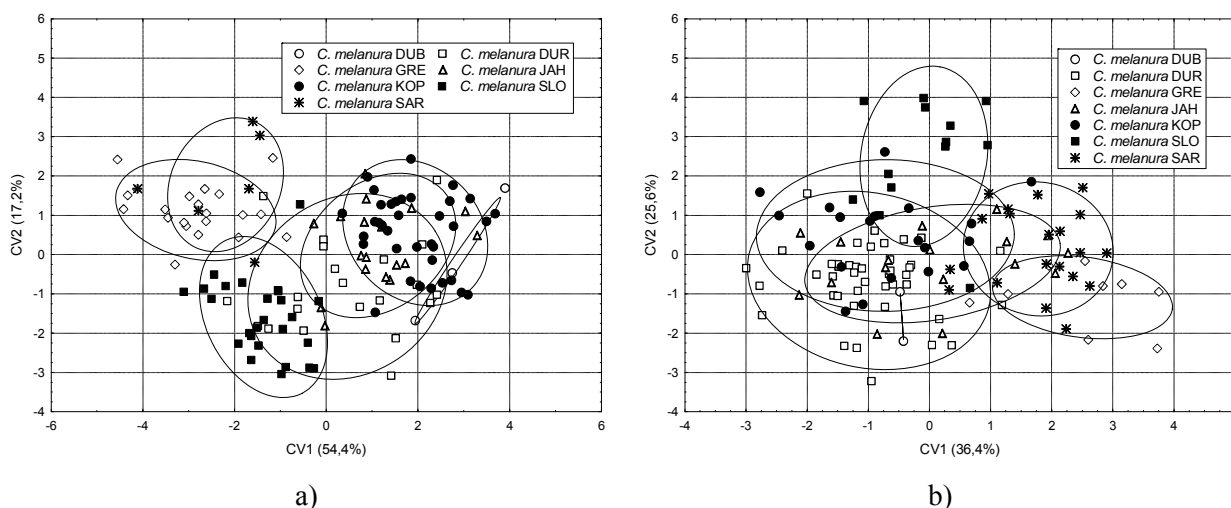 6
5
4
3
2
1
0
-1
-2
-3
-4
-6 -4 -2 0 2 4 6
CV2 (17,2%)
CV1 (54,4%)
C. melanura DUB C. melanura DUR
C. melanura GRE C. melanura JAH
C. melanura KOP C. melanura SLO
C. melanura SAR
a)
6
5
4
3
2
1
0
-1
-2
-3
-4
-4 -3 -2 -1 0 1 2 3 4 5
CV2 (25,6%)
CV1 (36,4%)
C. melanura DUB
C. melanura DUR
C. melanura GRE
C. melanura JAH
C. melanura KOP
C. melanura SLO
C. melanura SAR
b)